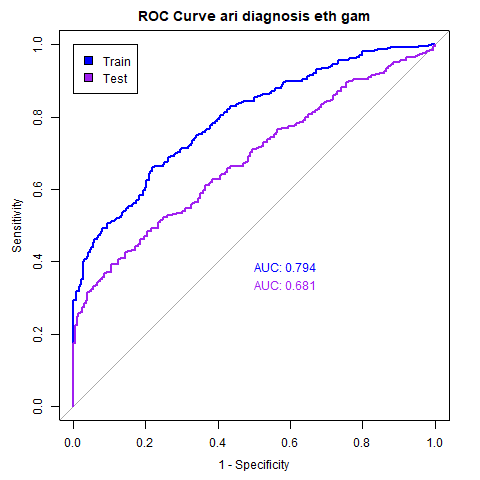 ROC Curve ari diagnosis eth gam
Train
Test
AUC: 0.794
AUC: 0.681
Sensitivity
0.0
0.2
0.4
0.6
0.8
1.0
0.0 0.2 0.4 0.6 0.8 1.0
1 - Specificity